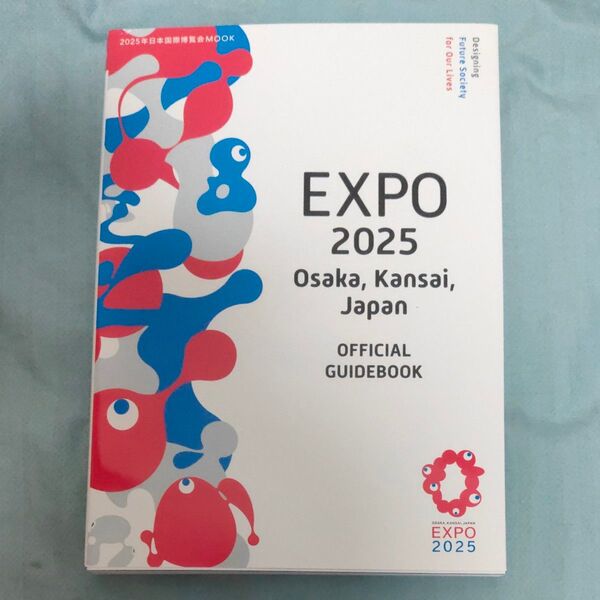 2025年日本国際博覧会MOOK
Designing
Future Society
for Our Lives
EXPO
2025
Osaka, Kansai,
Japan
OFFICIAL
GUIDEBOOK
OSAKA, KANSAI, JAPAN
EXPO
2025